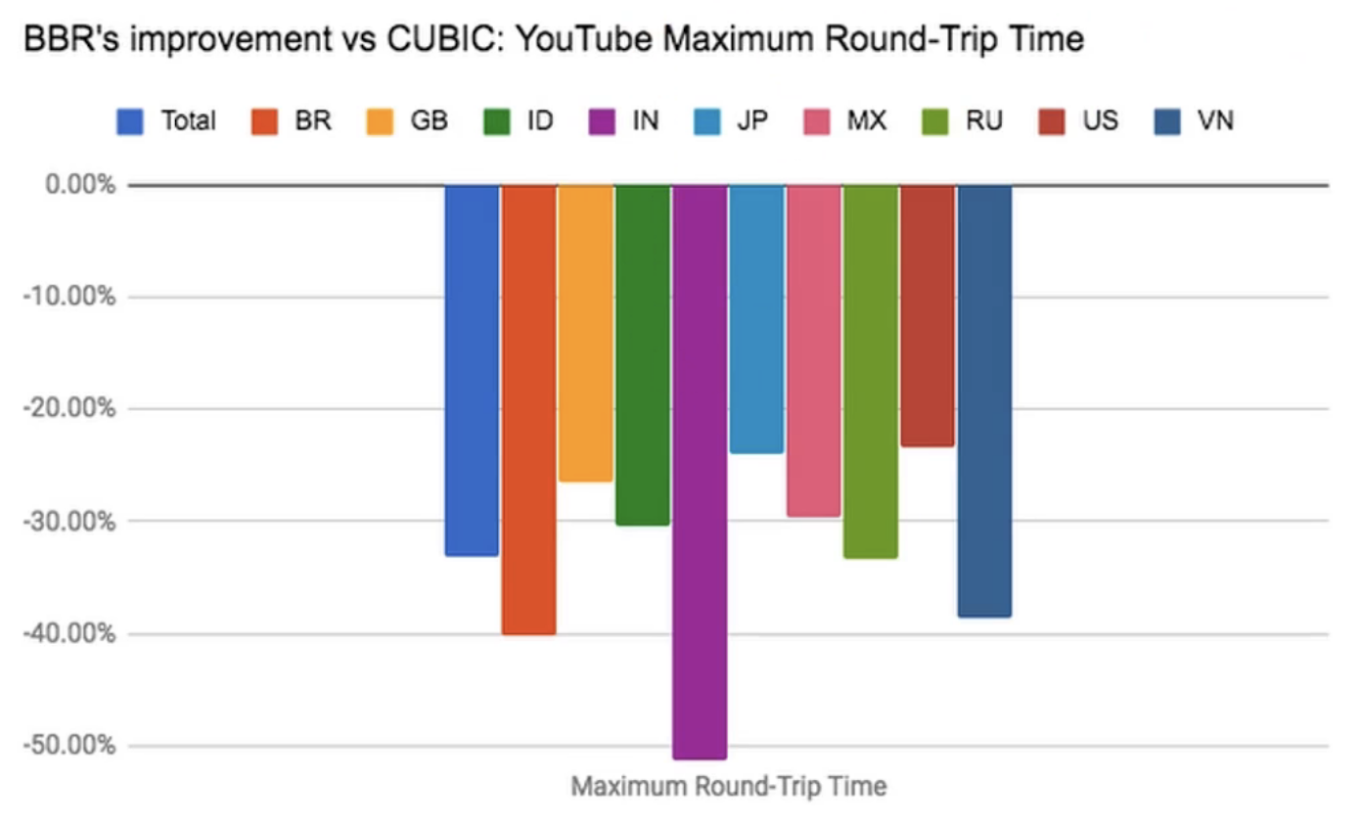 BBR's improvement vs CUBIC: YouTube Maximum Round-Trip Time
Total BR GB ID IN JP MX RU US VN
0.00%
-10.00%
-20.00%
-30.00%
-40.00%
-50.00%
Maximum Round-Trip Time